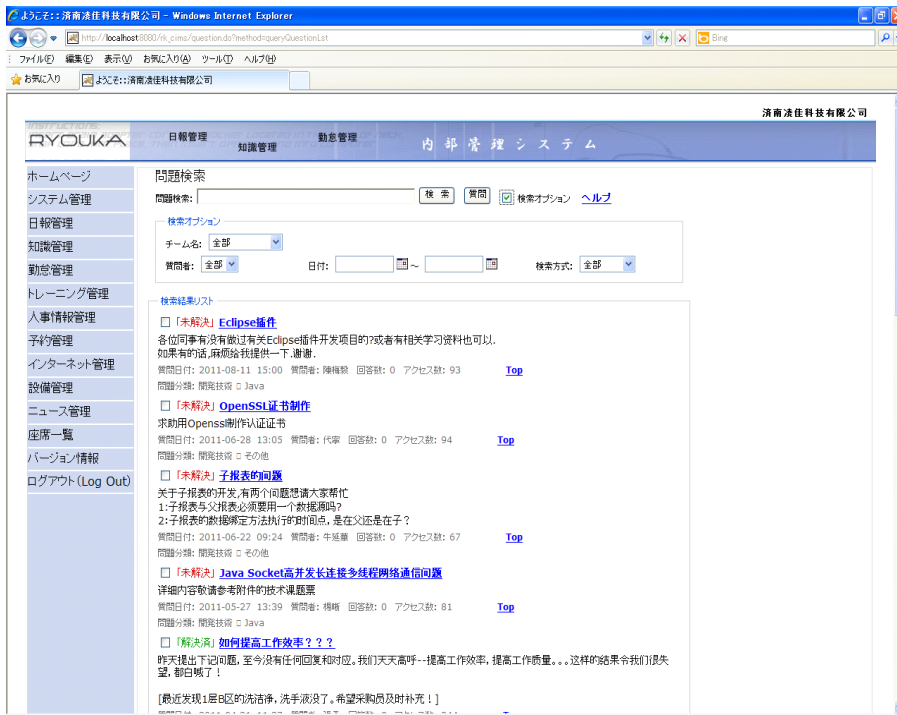 ようこそ::済南凌佳科技有限公司 - Windows Internet Explorer
http://localhost:8080/rk_cims/question.do?method=queryQuestionLst
Bing
ファイル(F) 編集(E) 表示(V) お気に入り(A) ツール(T) ヘルプ(H)
お気に入り ようこそ::済南凌佳科技有限公司
済南凌佳科技有限公司
RYOUKA
日報管理 勤怠管理
知識管理
内部管理システム
ホームページ
システム管理
日報管理
知識管理
勤怠管理
トレーニング管理
人事情報管理
予約管理
インターネット管理
設備管理
ニュース管理
座席一覧
バージョン情報
ログアウト(Log Out)
問題検索
問題検索: 検 索 質問 検索オプション ヘルプ
検索オプション
チーム名: 全部
質問者: 全部 日付: ~ 検索方式: 全部
検索結果リスト
「未解決」 Eclipse插件
各位同事有没有做过有关Eclipse插件开发项目的?或者有相关学习资料也可以.
如果有的话,麻烦给我提供一下.谢谢.
質問日付: 2011-08-11 15:00 質問者: 陳梅毅 回答数: 0 アクセス数: 93 Top
問題分類: 開発技術 □ Java
「未解決」 OpenSSL证书制作
求助用Openssl制作认证证书
質問日付: 2011-06-28 13:05 質問者: 代寧 回答数: 0 アクセス数: 94 Top
問題分類: 開発技術 □ その他
「未解決」 子报表的问题
关于子报表的开发,有两个问题想请大家帮忙
1:子报表与父报表必须要用一个数据源吗?
2:子报表的数据绑定方法执行的时间点, 是在父还是在子？
質問日付: 2011-06-22 09:24 質問者: 牛延華 回答数: 0 アクセス数: 67 Top
問題分類: 開発技術 □ その他
「未解決」 Java Socket高并发长连接多线程网络通信问题
详细内容敬请参考附件的技术课题票
質問日付: 2011-05-27 13:39 質問者: 回答数: 0 アクセス数: 81 Top
問題分類: 開発技術 □ Java
「解決済」 如何提高工作效率？？？
昨天提出下记问题, 至今没有任何回复和对应。我们天天高呼--提高工作效率, 提高工作质量。。。这样的结果令我们很失
望, 都白喊了！
[最近发现1层B区的洗洁净, 洗手液没了。希望采购员及时补充！]